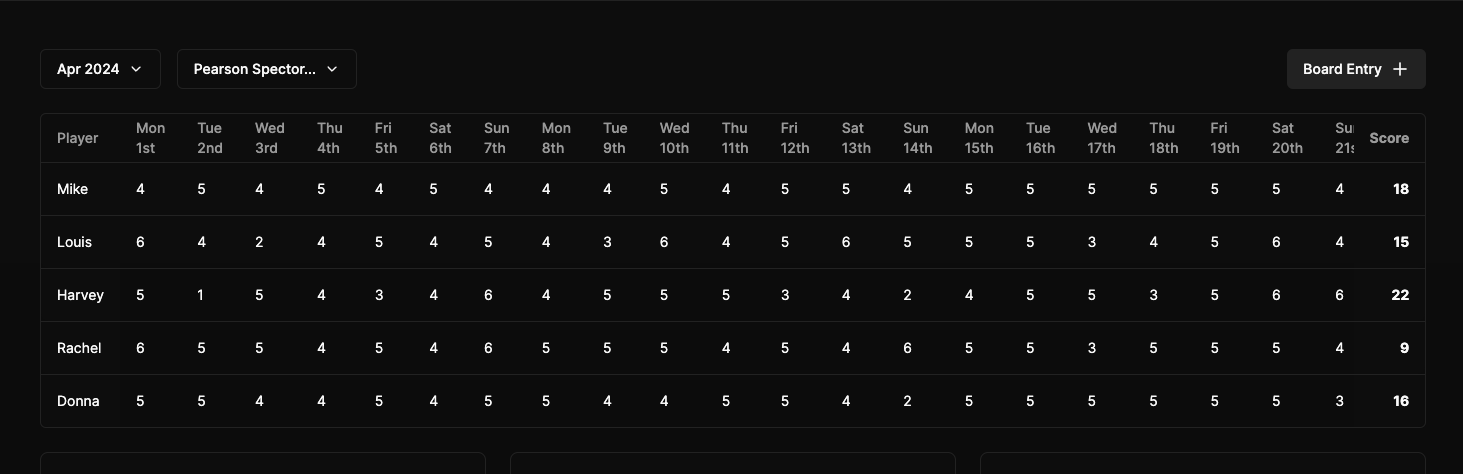 Apr 2024 Pearson Spector... Board Entry
Player Mon 1st Tue 2nd Wed 3rd Thu 4th Fri 5th Sat 6th Sun 7th Mon 8th Tue 9th Wed 10th Thu 11th Fri 12th Sat 13th Sun 14th Mon 15th Tue 16th Wed 17th Thu 18th Fri 19th Sat 20th Su 21s Score
Mike 4 5 4 5 4 5 4 4 4 5 4 5 5 4 5 5 5 5 5 5 4 18
Louis 6 4 2 4 5 4 5 4 3 6 4 5 6 5 5 5 3 4 5 6 4 15
Harvey 5 1 5 4 3 4 6 4 5 5 5 3 4 2 4 5 5 3 5 6 6 22
Rachel 6 5 5 4 5 4 6 5 5 5 4 5 4 6 5 5 3 5 5 5 4 9
Donna 5 5 4 4 5 4 5 5 4 4 5 5 4 2 5 5 5 5 5 5 3 16